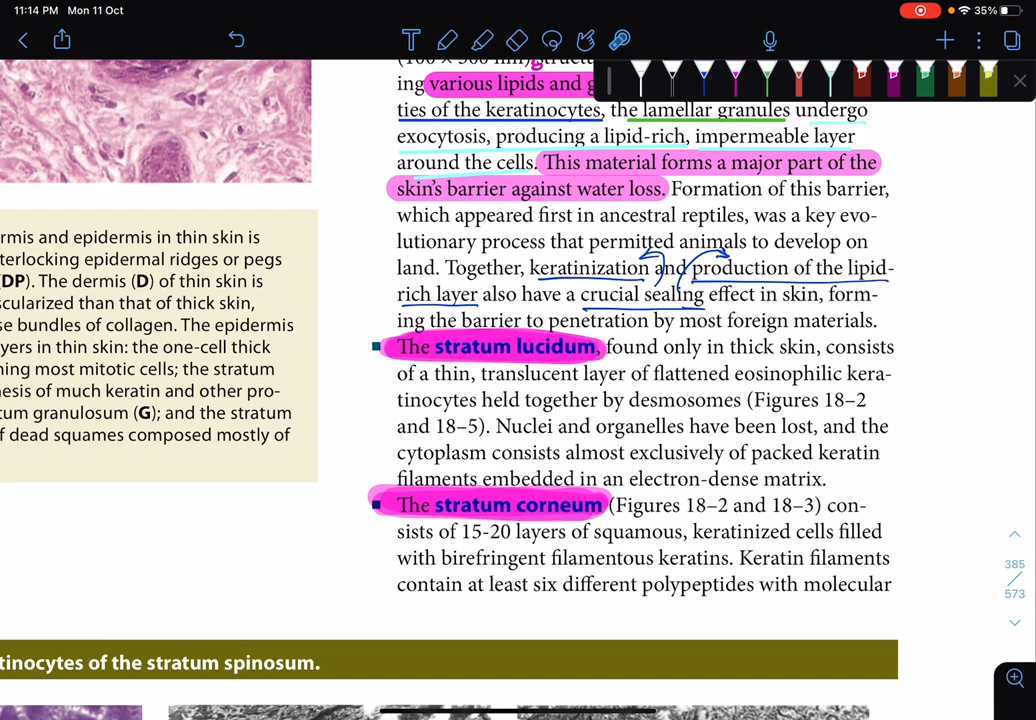 11:14 PM Mon 11 Oct
35%
ing various lipids and g
ties of the keratinocytes, the lamellar granules undergo
exocytosis, producing a lipid-rich, impermeable layer
around the cells. This material forms a major part of the
skin's barrier against water loss. Formation of this barrier,
which appeared first in ancestral reptiles, was a key evo-
lutionary process that permitted animals to develop on
land. Together, keratinization and production of the lipid-
rich layer also have a crucial sealing effect in skin, form-
ing the barrier to penetration by most foreign materials.
The stratum lucidum, found only in thick skin, consists
of a thin, translucent layer of flattened eosinophilic kera-
tinocytes held together by desmosomes (Figures 18–2
and 18–5). Nuclei and organelles have been lost, and the
cytoplasm consists almost exclusively of packed keratin
filaments embedded in an electron-dense matrix.
The stratum corneum (Figures 18–2 and 18–3) con-
sists of 15-20 layers of squamous, keratinized cells filled
with birefringent filamentous keratins. Keratin filaments
contain at least six different polypeptides with molecular
rmis and epidermis in thin skin is
terlocking epidermal ridges or pegs
(DP). The dermis (D) of thin skin is
scularized than that of thick skin,
se bundles of collagen. The epidermis
yers in thin skin: the one-cell thick
ning most mitotic cells; the stratum
nesis of much keratin and other pro-
tum granulosum (G); and the stratum
f dead squames composed mostly of
385
573
tinocytes of the stratum spinosum.